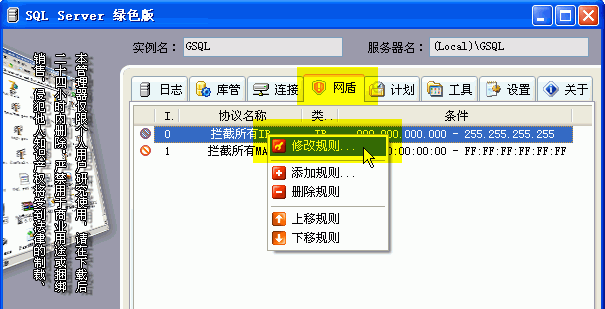 SQL Server 绿色版
实例名：
GSQL
服务器名：
(Local)\GSQL
日志
库管
连接
网盾
计划
工具
设置
关于
I.
协议名称
类..
条件
0
拦截所有IP
IP
000.000.000.000 - 255.255.255.255
1
拦截所有MA
:00:00:00 - FF:FF:FF:FF:FF:FF
修改规则...
添加规则...
删除规则
上移规则
下移规则
本管理器仅限个人用户研究使用，请在下载后
二十四小时内删除；严禁用于商业用途或捆绑
销售，侵犯他人知识产权将受到法律的制裁．